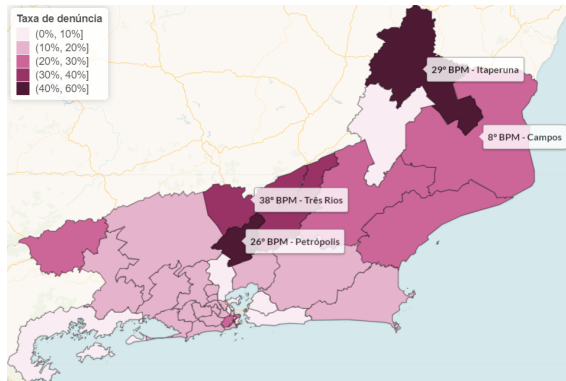 Taxa de denúncia
(0%, 10%]
(10%, 20%]
(20%, 30%]
(30%, 40%]
(40%, 60%]
29º BPM - Itaperuna
8º BPM - Campos
38º BPM - Três Rios
26º BPM - Petrópolis